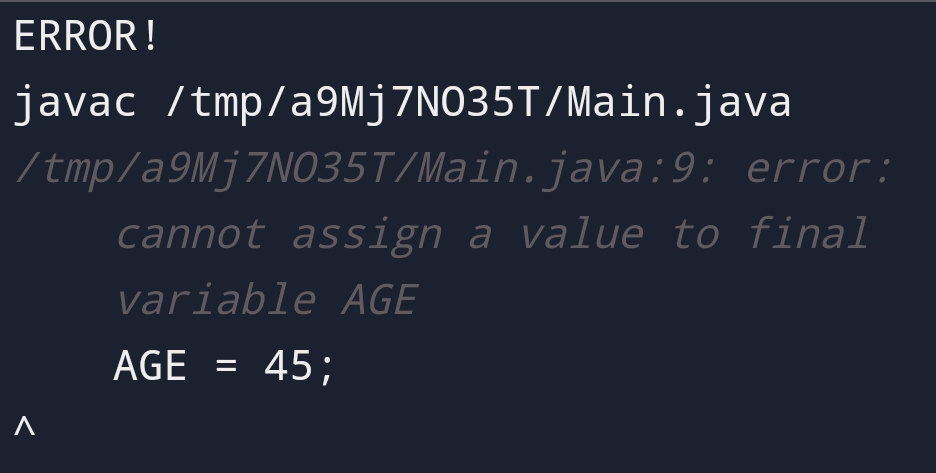 ERROR!
javac /tmp/a9Mj7NO35T/Main.java
/tmp/a9Mj7NO35T/Main.java:9: error:
cannot assign a value to final
variable AGE
AGE = 45;
^